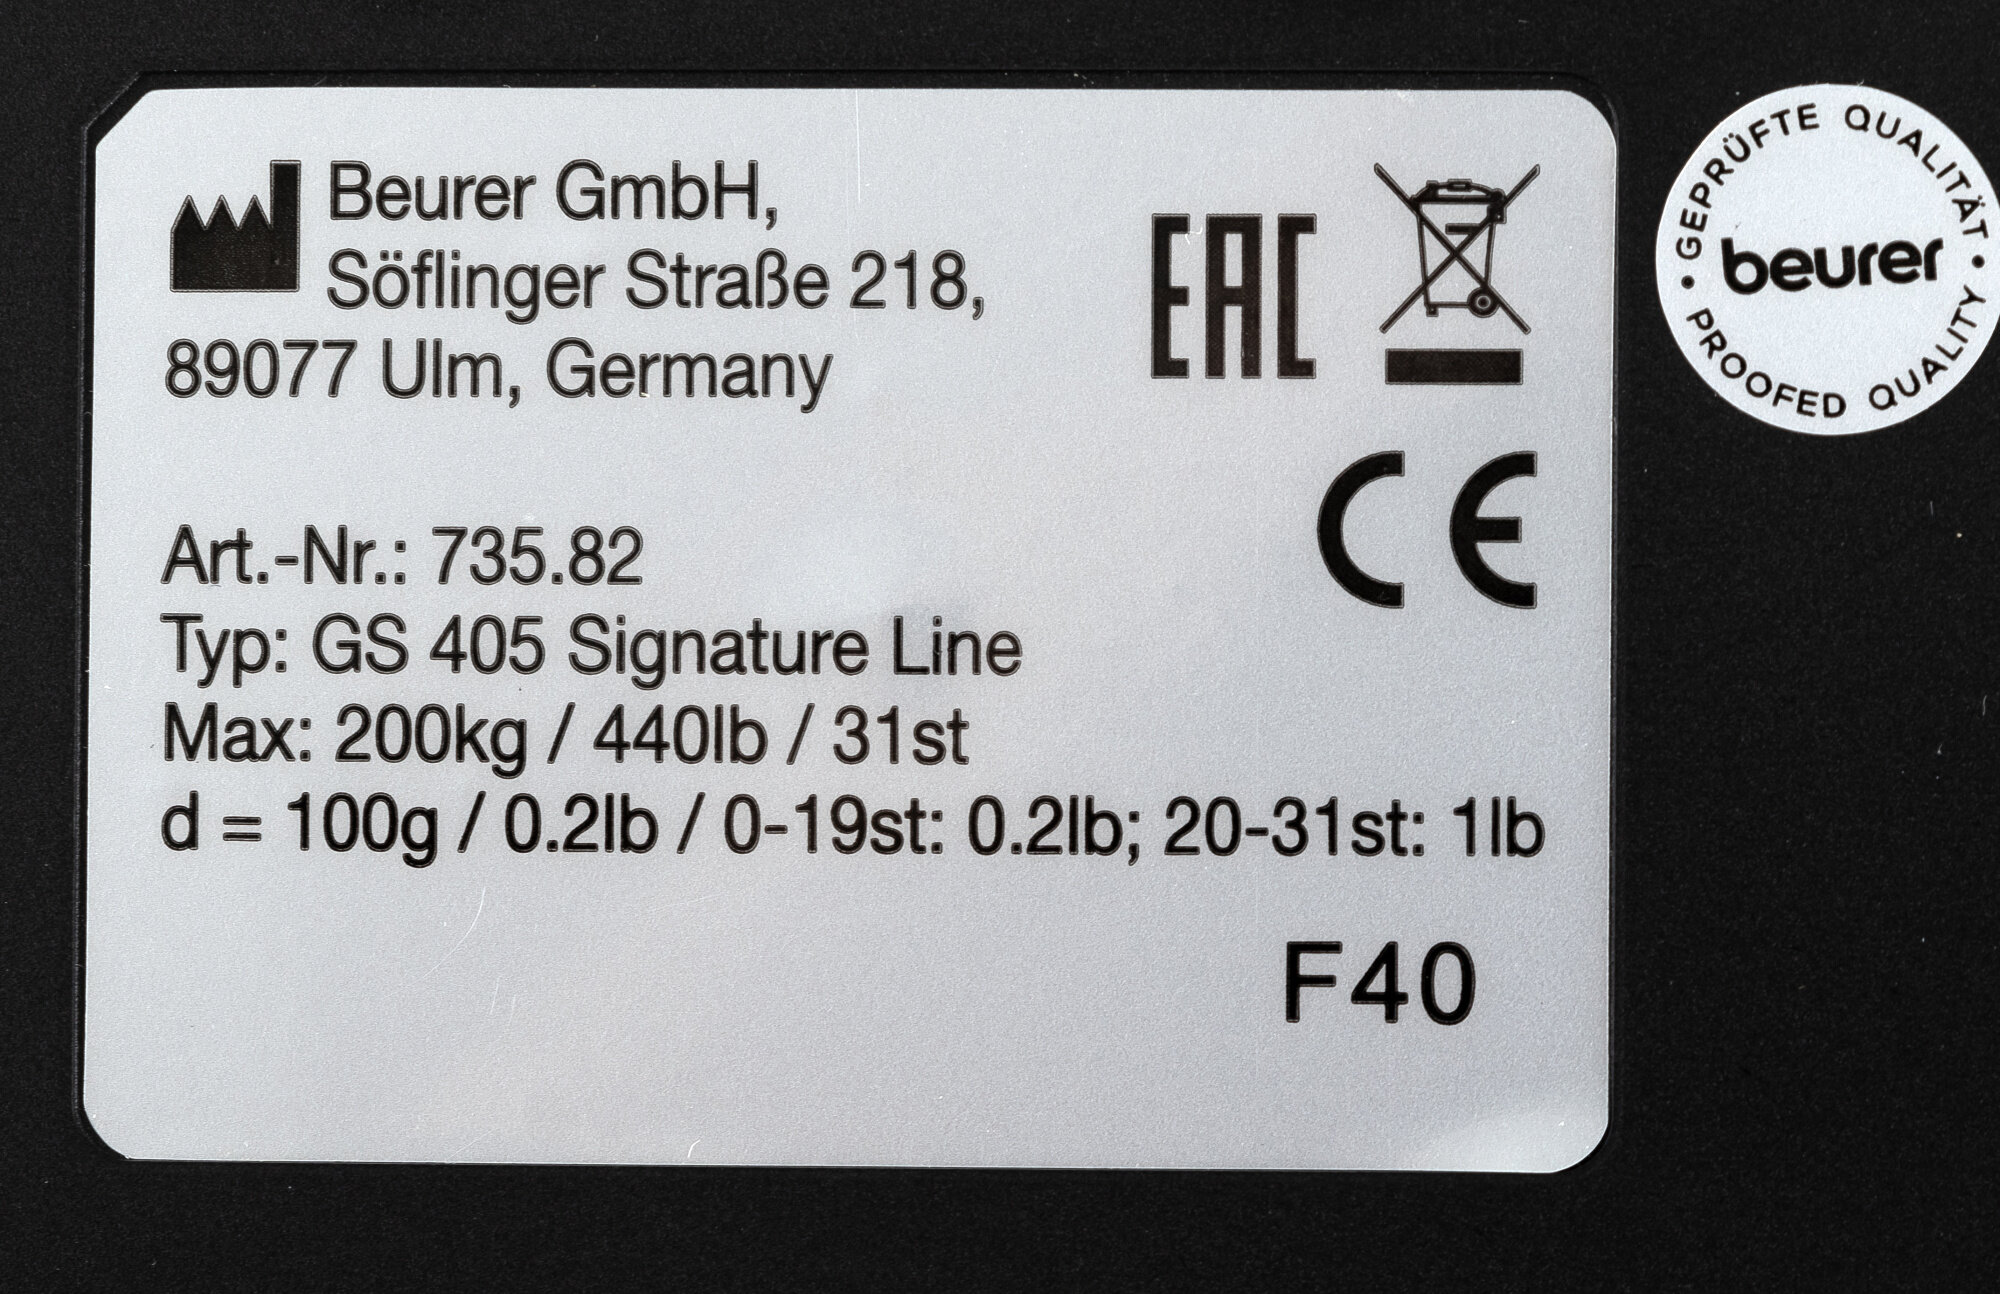 Beurer GmbH,
Söflinger Straße 218,
89077 Ulm, Germany
EAC
CE
Art.-Nr.: 735.82
Typ: GS 405 Signature Line
Max: 200kg / 440lb / 31st
d = 100g / 0.2lb / 0-19st: 0.2lb; 20-31st: 1lb
F40
• GEPRÜFTE QUALITÄT •
beurer
PROOFED QUALITY